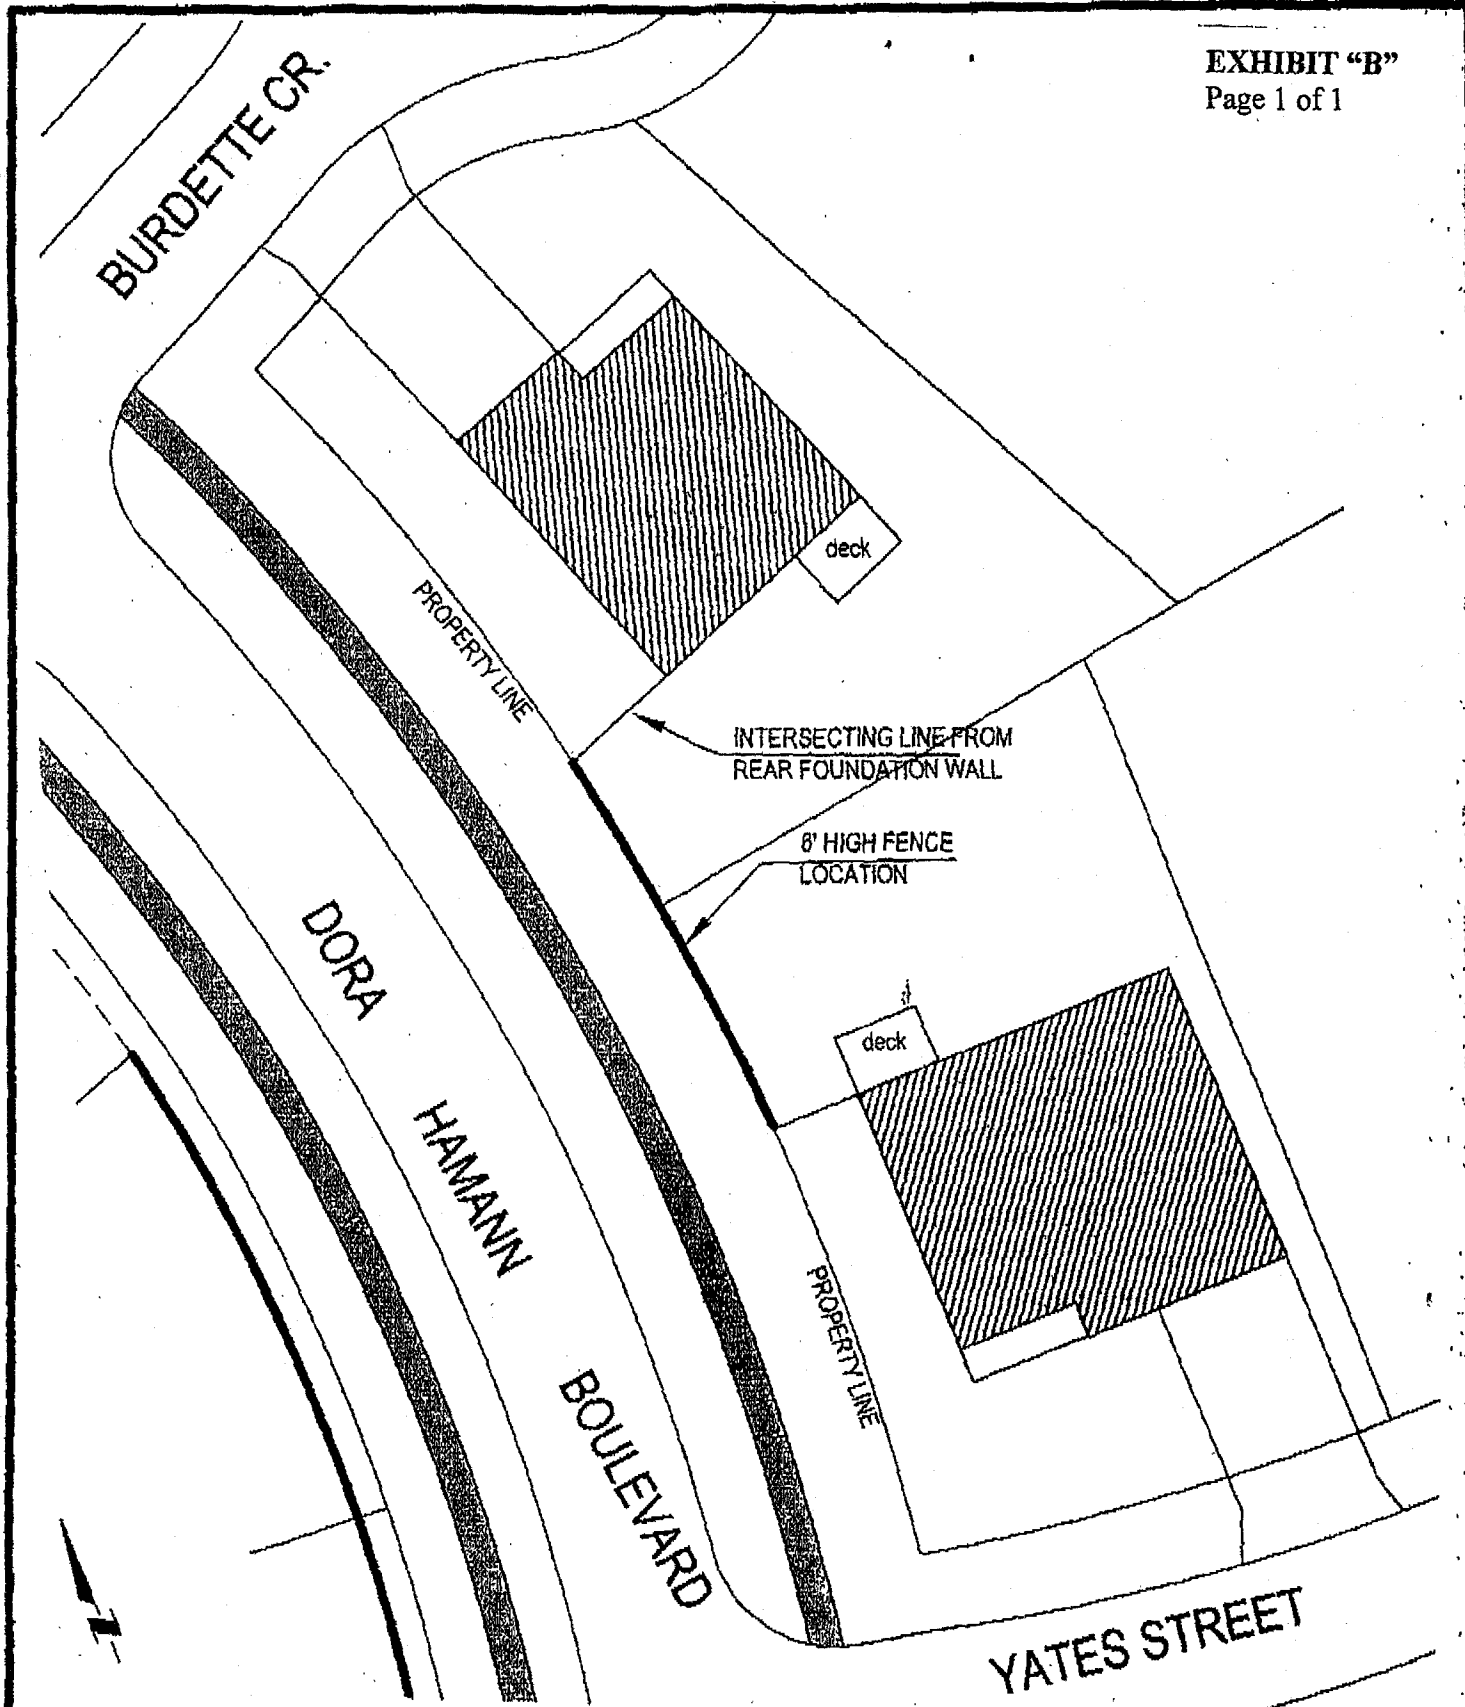 EXHIBIT “B”
Page 1 of 1
BURDETTE CR.
deck
PROPERTY LINE
INTERSECTING LINE FROM
REAR FOUNDATION WALL
6' HIGH FENCE
LOCATION
DORA
HAMANN
BOULEVARD
deck
PROPERTY LINE
YATES STREET
N